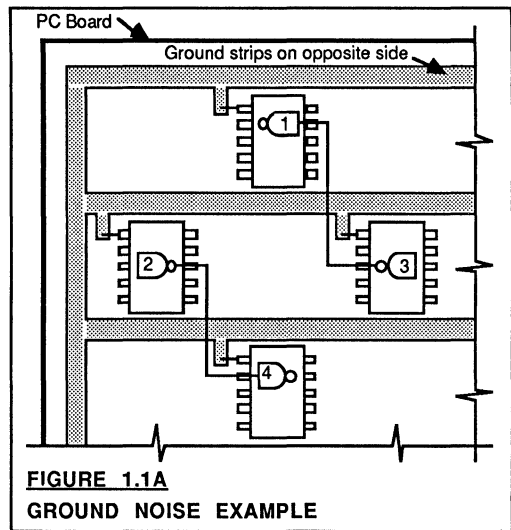 PC Board
Ground strips on opposite side
1
2
3
4
FIGURE 1.1A
GROUND NOISE EXAMPLE